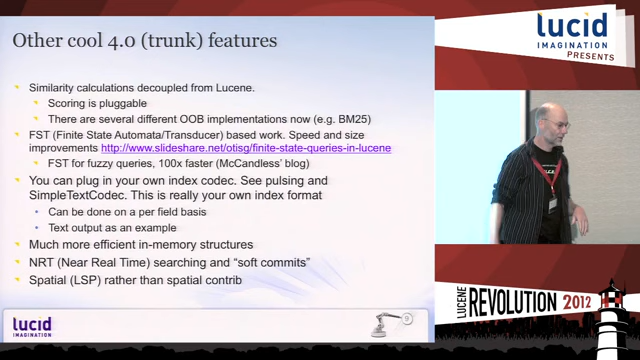 Other cool 4.0 (trunk) features
Similarity calculations decoupled from Lucene.
Scoring is pluggable
There are several different OOB implementations now (e.g. BM25)
FST (Finite State Automata/Transducer) based work. Speed and size
improvements http://www.slideshare.net/otisg/finite-state-queries-in-lucene
FST for fuzzy queries, 100x faster (McCandless' blog)
You can plug in your own index codec. See pulsing and
SimpleTextCodec. This is really your own index format
Can be done on a per field basis
Text output as an example
Much more efficient in-memory structures
NRT (Near Real Time) searching and "soft commits"
Spatial (LSP) rather than spatial contrib
lucid
IMAGINATION
9
lucid
IMAGINATION
PRESENTS
LUCENE
REVOLUTION 2012